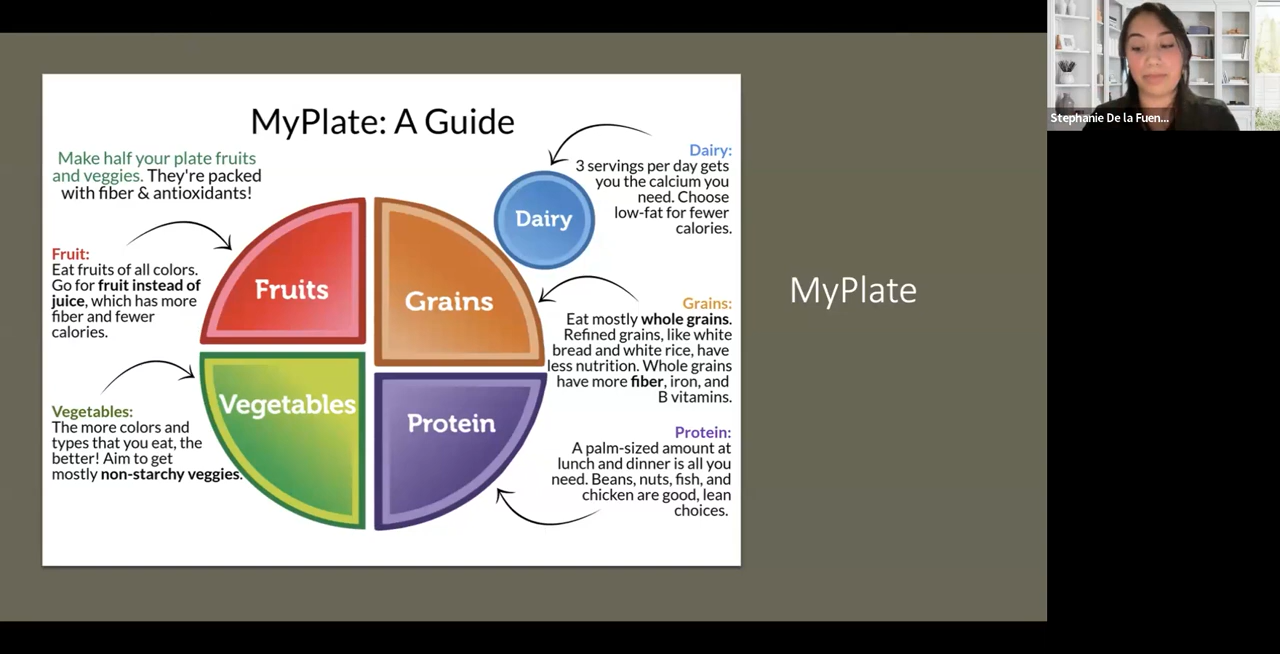 MyPlate: A Guide
Make half your plate fruits
and veggies. They're packed
with fiber & antioxidants!
Fruit:
Eat fruits of all colors.
Go for fruit instead of
juice, which has more
fiber and fewer
calories.
Vegetables:
The more colors and
types that you eat, the
better! Aim to get
mostly non-starchy veggies.
Fruits
Grains
Vegetables
Protein
Dairy
Dairy:
3 servings per day gets
you the calcium you
need. Choose
low-fat for fewer
calories.
Grains:
Eat mostly whole grains.
Refined grains, like white
bread and white rice, have
less nutrition. Whole grains
have more fiber, iron, and
B vitamins.
Protein:
A palm-sized amount at
lunch and dinner is all you
need. Beans, nuts, fish, and
chicken are good, lean
choices.
MyPlate
Stephanie De la Fuen...